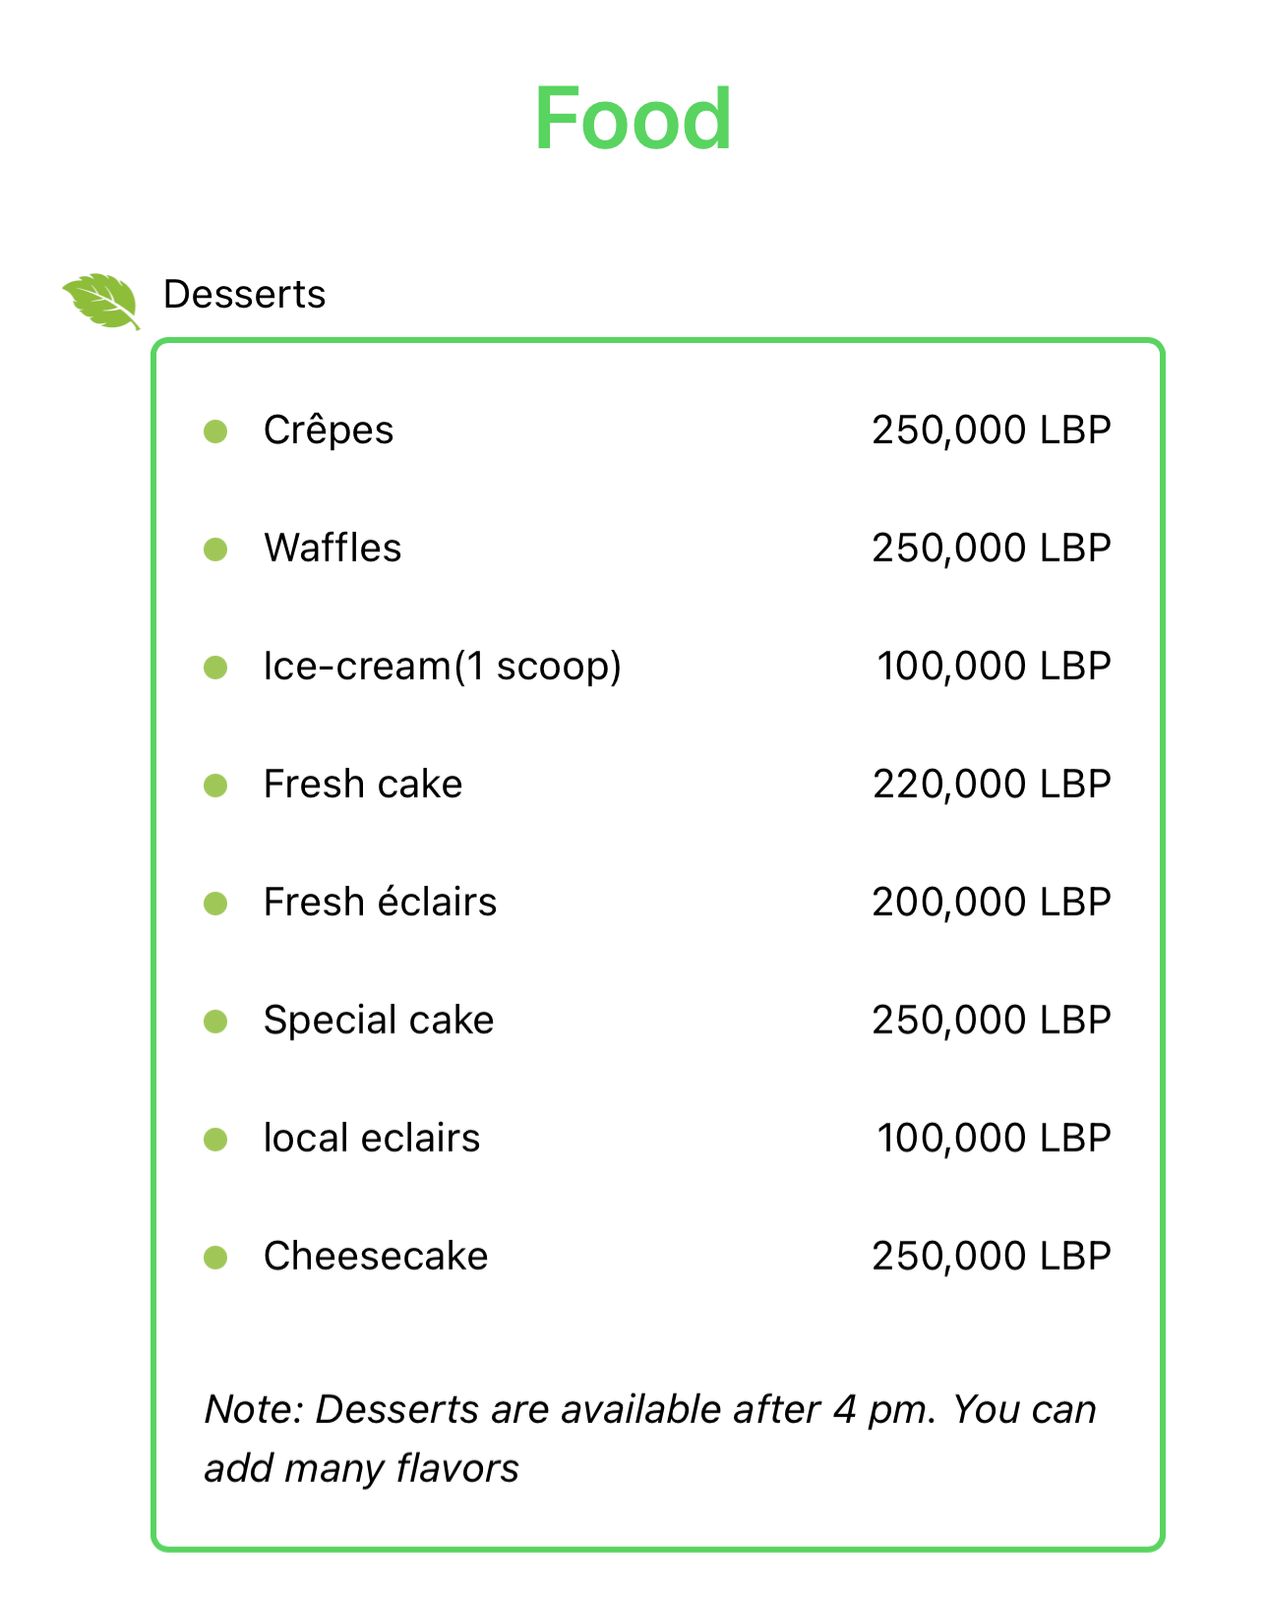 Food
Desserts
Crêpes 250,000 LBP
Waffles 250,000 LBP
Ice-cream(1 scoop) 100,000 LBP
Fresh cake 220,000 LBP
Fresh éclairs 200,000 LBP
Special cake 250,000 LBP
local eclairs 100,000 LBP
Cheesecake 250,000 LBP
Note: Desserts are available after 4 pm. You can
add many flavors